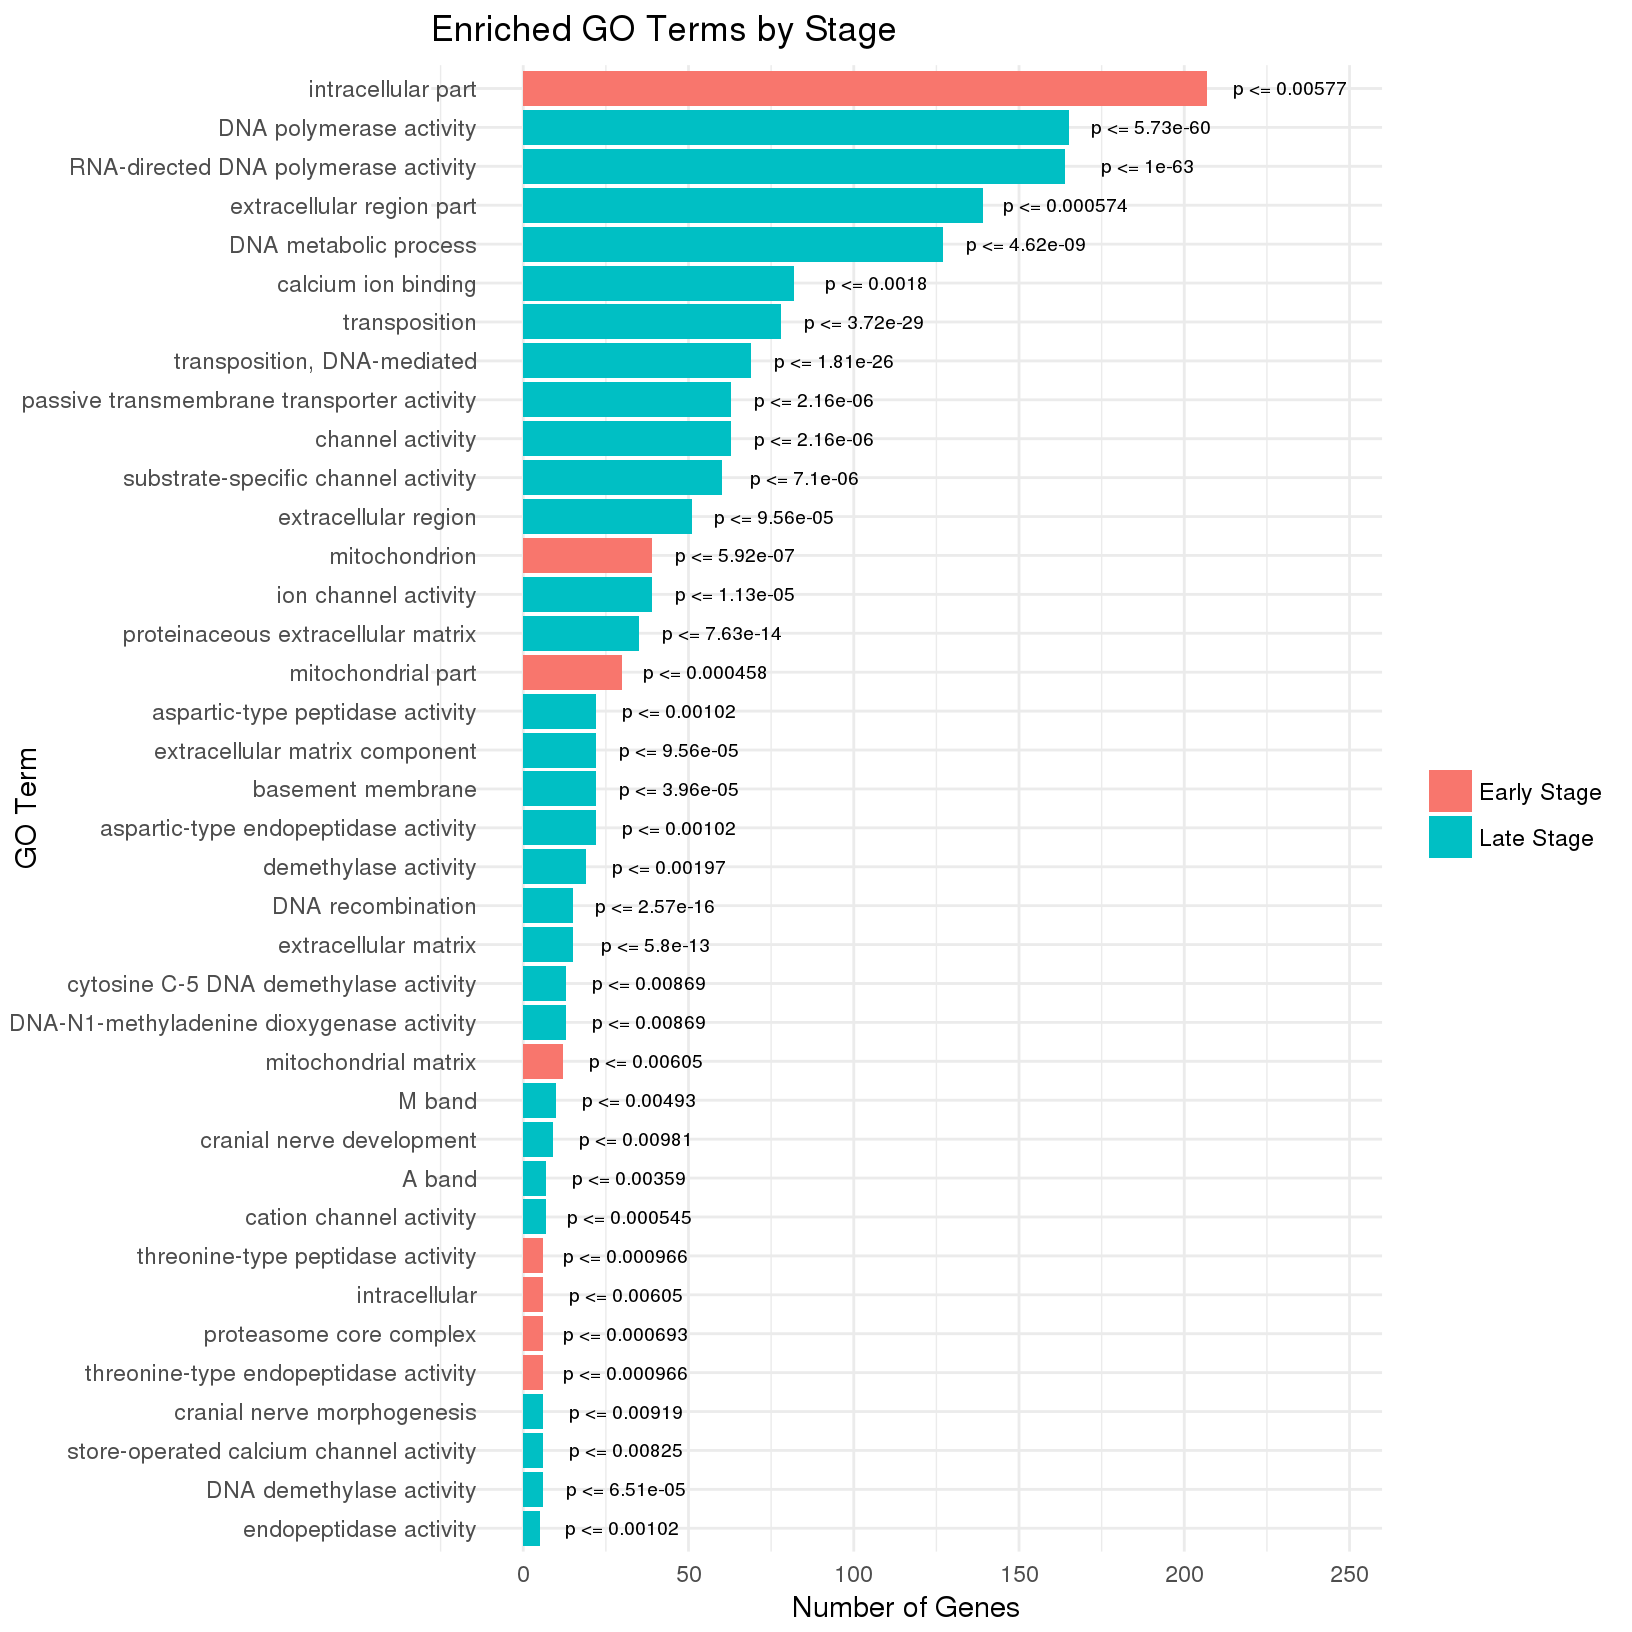 Enriched GO Terms by Stage
intracellular part p <= 0.00577
DNA polymerase activity p <= 5.73e-60
RNA-directed DNA polymerase activity p <= 1e-63
extracellular region part p <= 0.000574
DNA metabolic process p <= 4.62e-09
calcium ion binding p <= 0.0018
transposition p <= 3.72e-29
transposition, DNA-mediated p <= 1.81e-26
passive transmembrane transporter activity p <= 2.16e-06
channel activity p <= 2.16e-06
substrate-specific channel activity p <= 7.1e-06
extracellular region p <= 9.56e-05
mitochondrion p <= 5.92e-07
ion channel activity p <= 1.13e-05
proteinaceous extracellular matrix p <= 7.63e-14
mitochondrial part p <= 0.000458
aspartic-type peptidase activity p <= 0.00102
extracellular matrix component p <= 9.56e-05
basement membrane p <= 3.96e-05
aspartic-type endopeptidase activity p <= 0.00102
demethylase activity p <= 0.00197
DNA recombination p <= 2.57e-16
extracellular matrix p <= 5.8e-13
cytosine C-5 DNA demethylase activity p <= 0.00869
DNA-N1-methyladenine dioxygenase activity p <= 0.00869
mitochondrial matrix p <= 0.00605
M band p <= 0.00493
cranial nerve development p <= 0.00981
A band p <= 0.00359
cation channel activity p <= 0.000545
threonine-type peptidase activity p <= 0.000966
intracellular p <= 0.00605
proteasome core complex p <= 0.000693
threonine-type endopeptidase activity p <= 0.000966
cranial nerve morphogenesis p <= 0.00919
store-operated calcium channel activity p <= 0.00825
DNA demethylase activity p <= 6.51e-05
endopeptidase activity p <= 0.00102
0 50 100 150 200 250
Number of Genes
GO Term
Early Stage
Late Stage